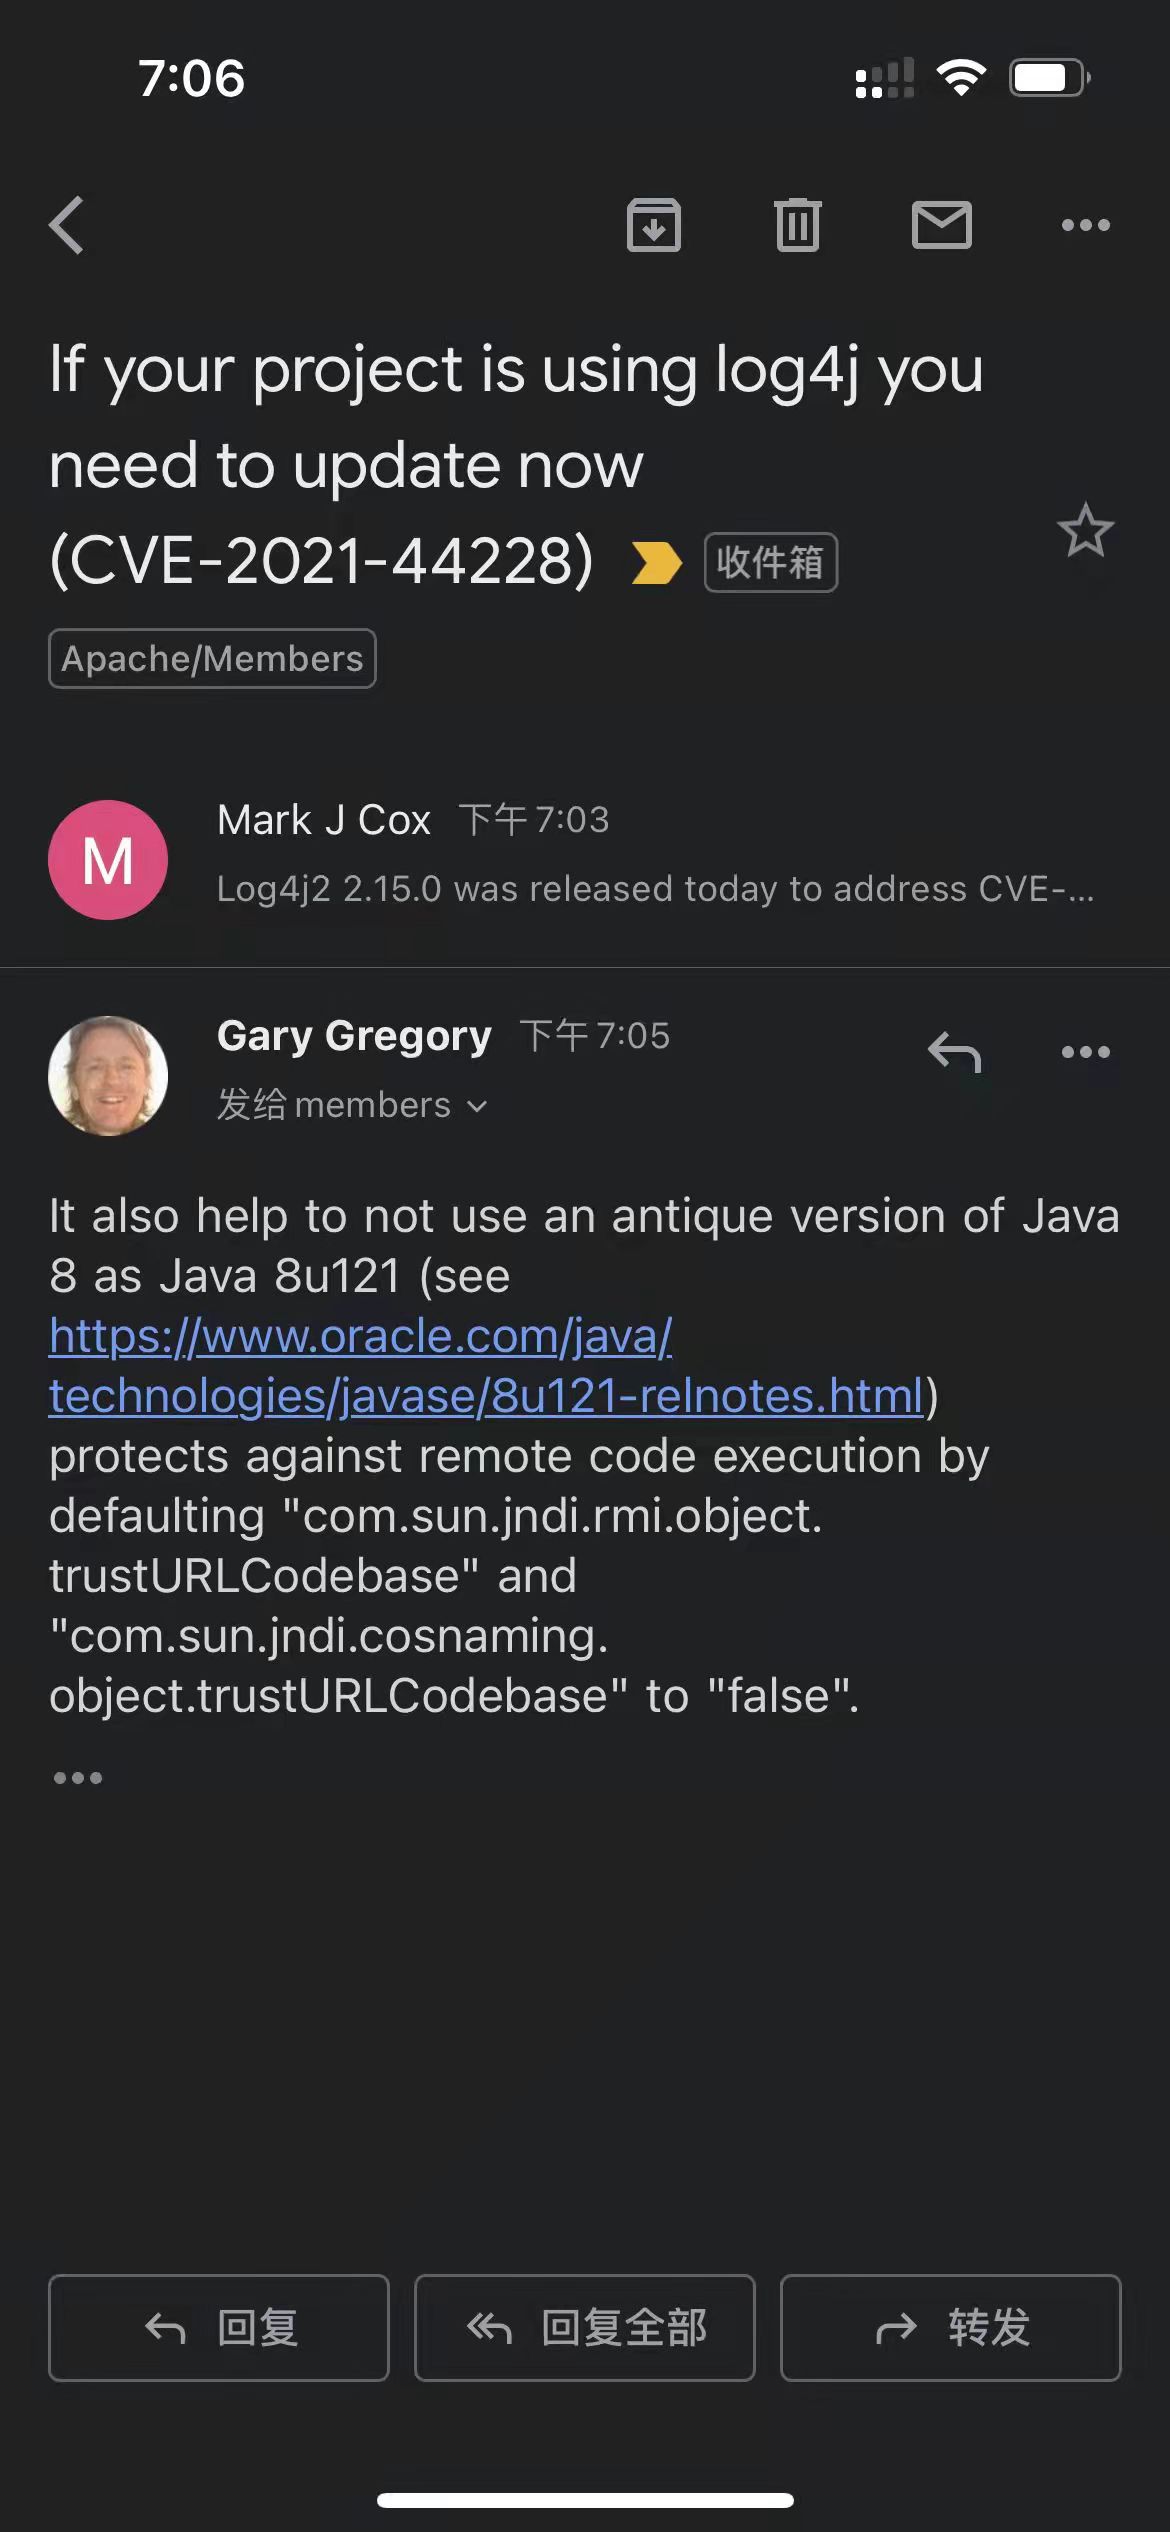 7:06
If your project is using log4j you
need to update now
(CVE-2021-44228) 收件箱
Apache/Members
M
Mark J Cox 下午 7:03
Log4j2 2.15.0 was released today to address CVE-...
Gary Gregory 下午 7:05
发给 members
It also help to not use an antique version of Java
8 as Java 8u121 (see
https://www.oracle.com/java/
technologies/javase/8u121-relnotes.html)
protects against remote code execution by
defaulting "com.sun.jndi.rmi.object.
trustURLCodebase" and
"com.sun.jndi.cosnaming.
object.trustURLCodebase" to "false".
回复 回复全部 转发